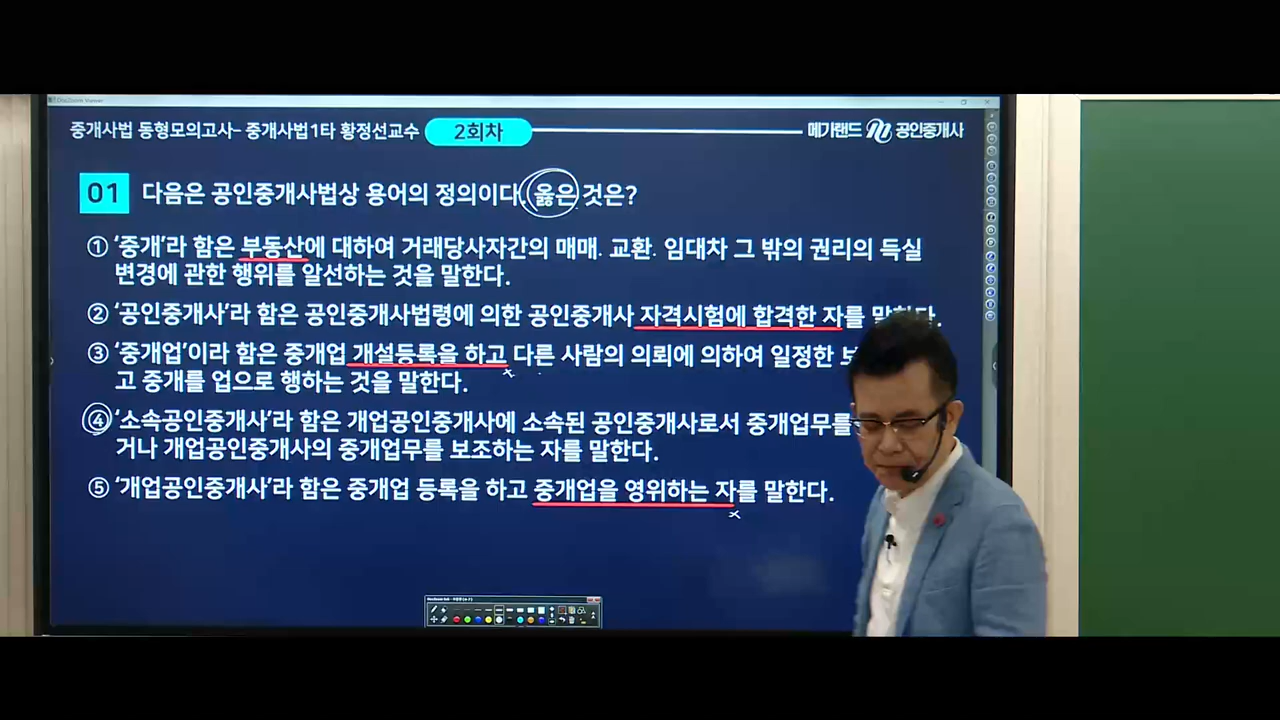 DocZoom Viewer
중개사법 동형모의고사- 중개사법1타 황정선교수 2회차 메가랜드 공인중개사
01 다음은 공인중개사법상 용어의 정의이다. 옳은 것은?
① '중개'라 함은 부동산에 대하여 거래당사자간의 매매. 교환. 임대차 그 밖의 권리의 득실
변경에 관한 행위를 알선하는 것을 말한다.
② '공인중개사'라 함은 공인중개사법령에 의한 공인중개사 자격시험에 합격한 자를 말한다.
③ '중개업'이라 함은 중개업 개설등록을 하고 다른 사람의 의뢰에 의하여 일정한
고 중개를 업으로 행하는 것을 말한다.
④ '소속공인중개사'라 함은 개업공인중개사에 소속된 공인중개사로서 중개업무를
거나 개업공인중개사의 중개업무를 보조하는 자를 말한다.
⑤ '개업공인중개사'라 함은 중개업 등록을 하고 중개업을 영위하는 자를 말한다.